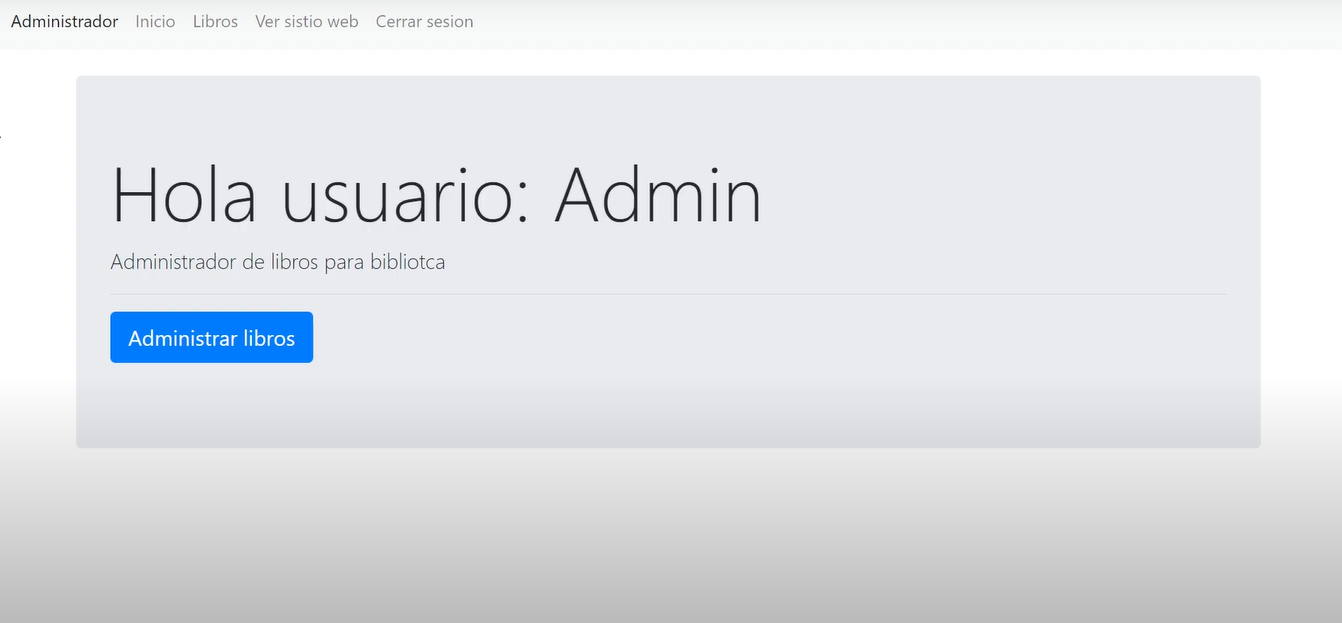 Administrador Inicio Libros Ver sistio web Cerrar sesion
Hola usuario: Admin
Administrador de libros para bibliotca
Administrar libros